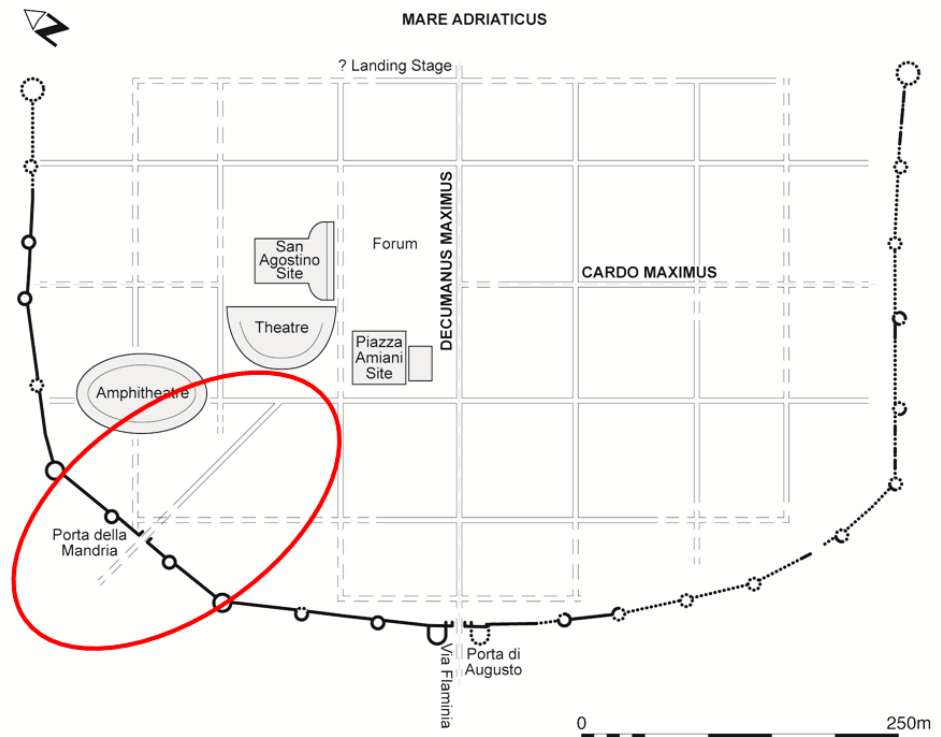 MARE ADRIATICUS
? Landing Stage
DECUMANUS MAXIMUS
San
Agostino
Site
Forum
CARDO MAXIMUS
Theatre
Piazza
Amiani
Site
Amphitheatre
Porta della
Mandria
Via Flaminia
Porta di
Augusto
0 250m
N